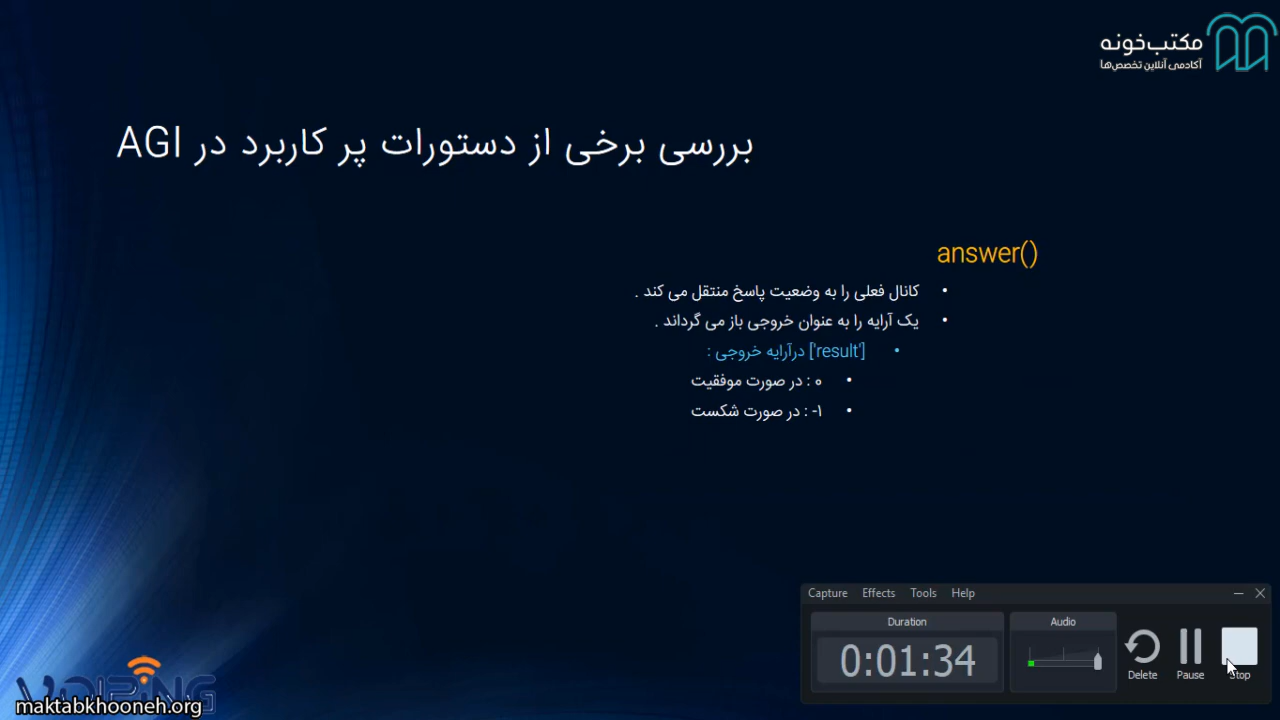 مکتب‌خونه
آکادمی آنلاین تخصص‌ها
بررسی برخی از دستورات پر کاربرد در AGI
answer()
• کانال فعلی را به وضعیت پاسخ منتقل می کند .
• یک آرایه را به عنوان خروجی باز می گرداند .
• ['result'] درآرایه خروجی :
• ۰ : در صورت موفقیت
• ۱- : در صورت شکست
Capture Effects Tools Help
Duration Audio
0:01:34
Delete Pause Stop
VOIPING
maktabkhooneh.org